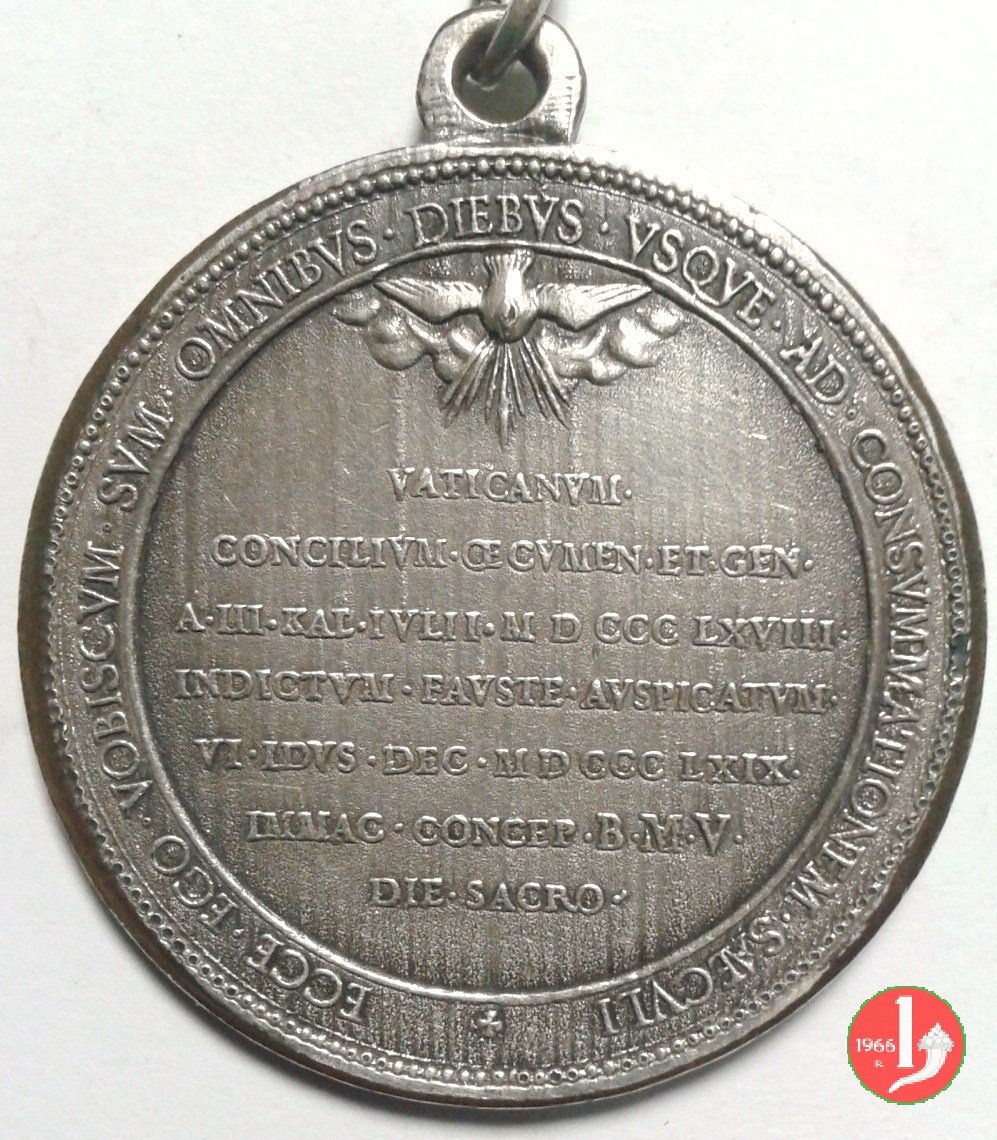 ECCE · EGO · VOBISCVM · SVM · OMNIBVS · DIEBVS · VSQVE · AD · CONSVMMATIONEM · SÆCVLI
VATICANVM ·
CONCILIVM · ŒCVMEN · ET · GEN ·
A · III · KAL · IVLII · M D CCC LXVIII ·
INDICTVM · FAVSTE · AVSPICATVM ·
VI · IDVS · DEC · M D CCC LXIX ·
IMMAC · CONCEP · B · M · V ·
DIE · SACRO ·
1966